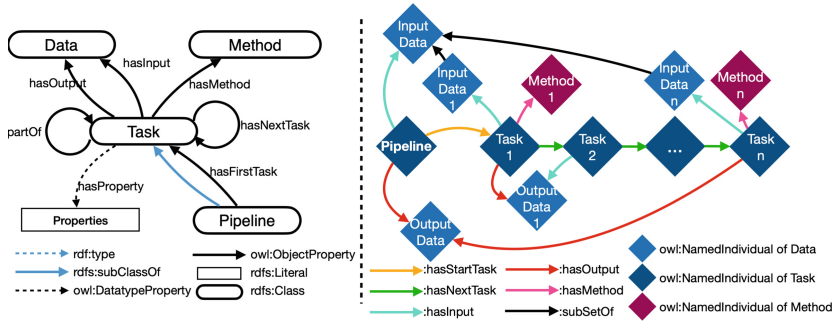 Data
Method
hasOutput
hasInput
hasMethod
partOf
Task
hasNextTask
hasProperty
hasFirstTask
Properties
Pipeline
rdf:type
rdfs:subClassOf
owl:DatatypeProperty
owl:ObjectProperty
rdfs:Literal
rdfs:Class
Input
Data
Input
Data
1
Method
1
Input
Data
n
Method
n
Pipeline
Task
1
Task
2
...
Task
n
Output
Data
1
Output
Data
:hasStartTask
:hasNextTask
:hasInput
:hasOutput
:hasMethod
:subSetOf
owl:NamedIndividual of Data
owl:NamedIndividual of Task
owl:NamedIndividual of Method